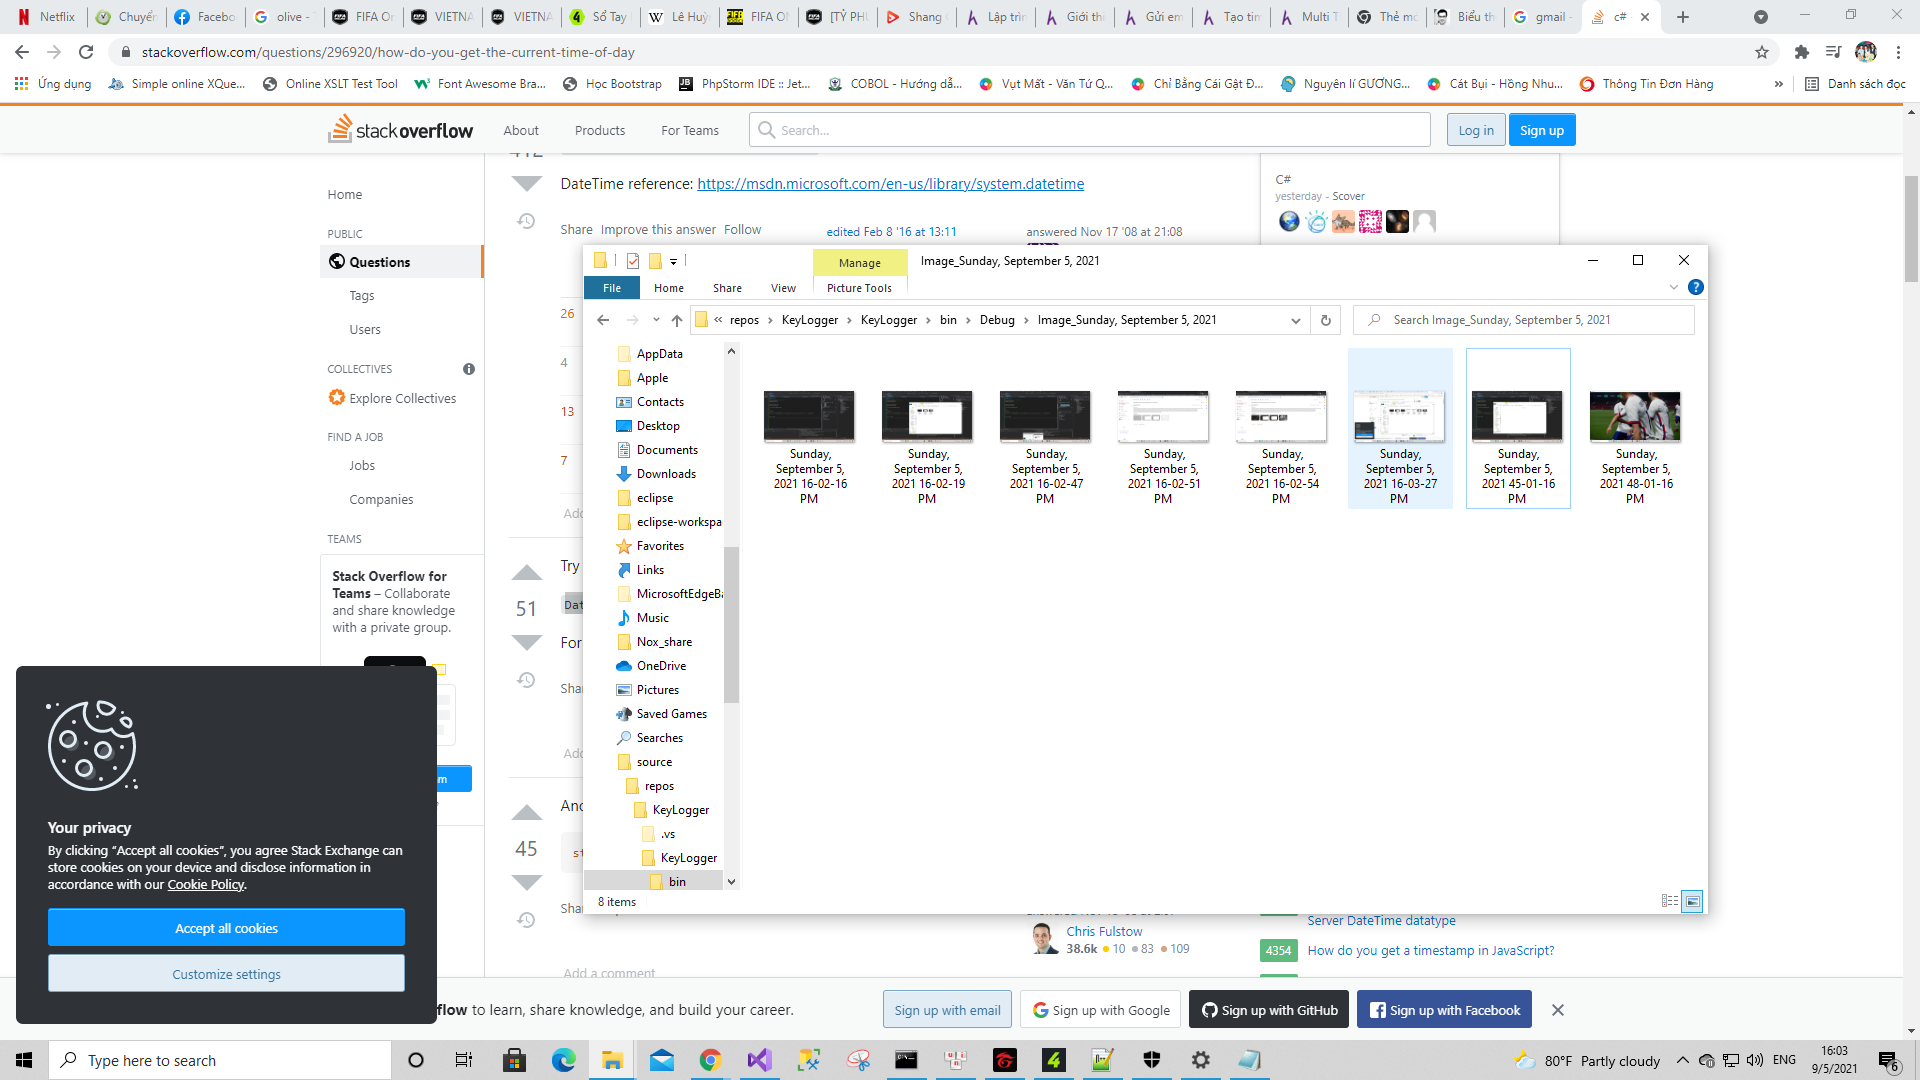 Netflix
Chuyển
Facebo
olive -
FIFA On
VIETNA
VIETNA
Sổ Tay
Lê Huỳ
FIFA ON
[TỶ PH
Shang
Lập trìn
Giới thi
Gửi em
Tạo tin
Multi T
Thẻ mo
Biểu th
gmail -
c#
stackoverflow.com/questions/296920/how-do-you-get-the-current-time-of-day
Ứng dụng
Simple online XQue...
Online XSLT Test Tool
Font Awesome Bra...
Học Bootstrap
PhpStorm IDE :: Jet...
COBOL - Hướng dẫ...
Vụt Mất - Văn Tứ Q...
Chỉ Bằng Cái Gật Đ...
Nguyên lí GƯƠNG...
Cát Bụi - Hồng Nhu...
Thông Tin Đơn Hàng
»
Danh sách đọc
stackoverflow
About
Products
For Teams
Search...
Log in
Sign up
Home
PUBLIC
Questions
Tags
Users
COLLECTIVES
Explore Collectives
FIND A JOB
Jobs
Companies
TEAMS
Stack Overflow for
Teams – Collaborate
and share knowledge
with a private group.
412
DateTime reference: https://msdn.microsoft.com/en-us/library/system.datetime
Share Improve this answer Follow
edited Feb 8 '16 at 13:11
answered Nov 17 '08 at 21:08
26
4
13
7
Add
Try
51
Dat
For
Shar
Add
And
45
st
Shar
C#
yesterday - Scover
Manage
Image_Sunday, September 5, 2021
File
Home
Share
View
Picture Tools
« repos › KeyLogger › KeyLogger › bin › Debug › Image_Sunday, September 5, 2021
Search Image_Sunday, September 5, 2021
AppData
Apple
Contacts
Desktop
Documents
Downloads
eclipse
eclipse-workspa
Favorites
Links
MicrosoftEdgeBa
Music
Nox_share
OneDrive
Pictures
Saved Games
Searches
source
repos
KeyLogger
.vs
KeyLogger
bin
Sunday,
September 5,
2021 16-02-16
PM
Sunday,
September 5,
2021 16-02-19
PM
Sunday,
September 5,
2021 16-02-47
PM
Sunday,
September 5,
2021 16-02-51
PM
Sunday,
September 5,
2021 16-02-54
PM
Sunday,
September 5,
2021 16-03-27
PM
Sunday,
September 5,
2021 45-01-16
PM
Sunday,
September 5,
2021 48-01-16
PM
8 items
Chris Fulstow
38.6k 10 83 109
Add a comment
Server DateTime datatype
4354 How do you get a timestamp in JavaScript?
Your privacy
By clicking “Accept all cookies”, you agree Stack Exchange can
store cookies on your device and disclose information in
accordance with our Cookie Policy.
Accept all cookies
Customize settings
flow to learn, share knowledge, and build your career.
Sign up with email
Sign up with Google
Sign up with GitHub
Sign up with Facebook
Type here to search
80°F Partly cloudy
ENG
16:03
9/5/2021
6